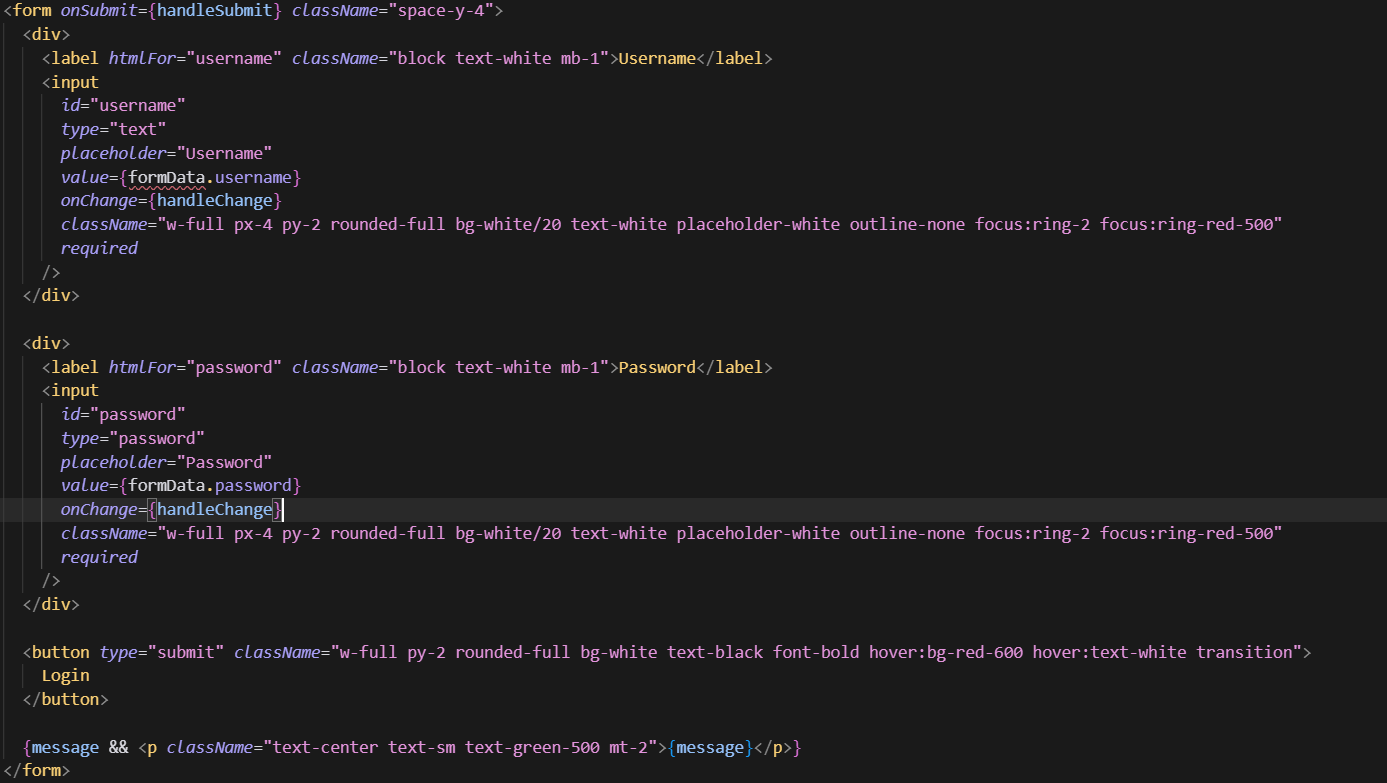 <form onSubmit={handleSubmit} className="space-y-4">
<div>
<label htmlFor="username" className="block text-white mb-1">Username</label>
<input
id="username"
type="text"
placeholder="Username"
value={formData.username}
onChange={handleChange}
className="w-full px-4 py-2 rounded-full bg-white/20 text-white placeholder-white outline-none focus:ring-2 focus:ring-red-500"
required
/>
</div>
<div>
<label htmlFor="password" className="block text-white mb-1">Password</label>
<input
id="password"
type="password"
placeholder="Password"
value={formData.password}
onChange={handleChange}
className="w-full px-4 py-2 rounded-full bg-white/20 text-white placeholder-white outline-none focus:ring-2 focus:ring-red-500"
required
/>
</div>
<button type="submit" className="w-full py-2 rounded-full bg-white text-black font-bold hover:bg-red-600 hover:text-white transition">
Login
</button>
{message && <p className="text-center text-sm text-green-500 mt-2">{message}</p>}
</form>